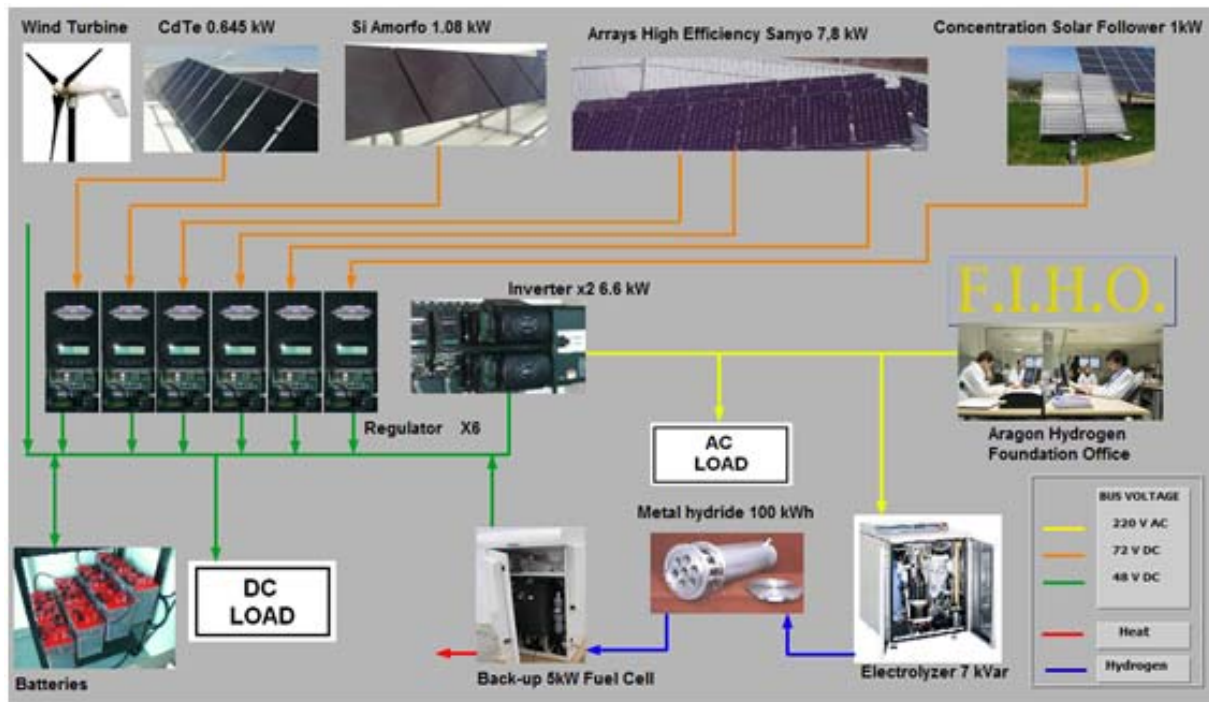 Wind Turbine
CdTe 0.645 kW
Si Amorfo 1.08 kW
Arrays High Efficiency Sanyo 7,8 kW
Concentration Solar Follower 1kW
Inverter x2 6.6 kW
F.I.H.O.
Regulator X6
AC
LOAD
Aragon Hydrogen
Foundation Office
Metal hydride 100 kWh
DC
LOAD
Batteries
Back-up 5kW Fuel Cell
Electrolyzer 7 kVar
BUS VOLTAGE
220 V AC
72 V DC
48 V DC
Heat
Hydrogen